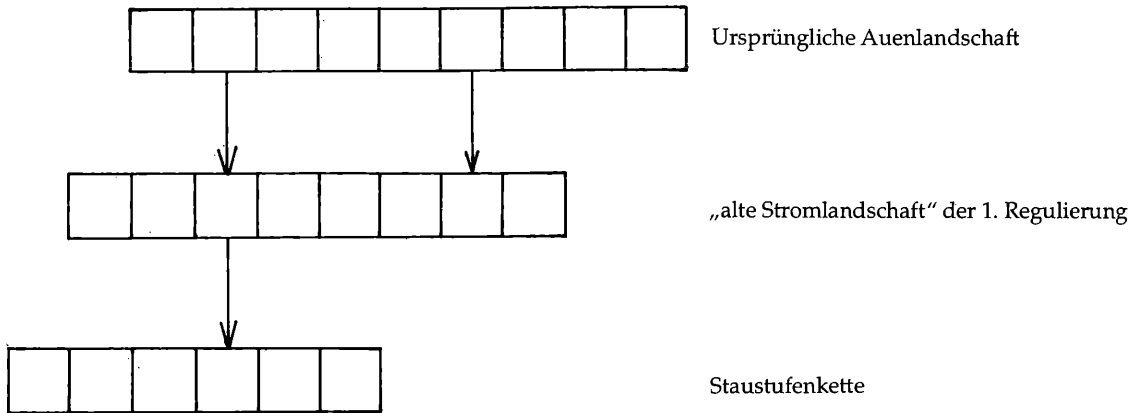 Ursprüngliche Auenlandschaft
„alte Stromlandschaft“ der 1. Regulierung
Staustufenkette